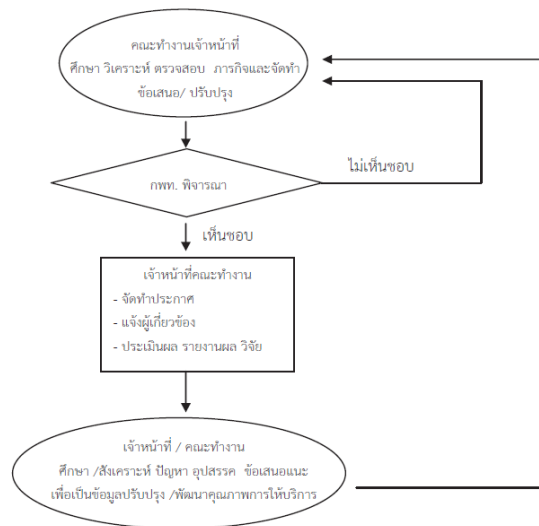 คณะทำงานเจ้าหน้าที่
ศึกษา วิเคราะห์ ตรวจสอบ ภารกิจและจัดทำ
ข้อเสนอ/ ปรับปรุง
กพท. พิจารณา
ไม่เห็นชอบ
เห็นชอบ
เจ้าหน้าที่คณะทำงาน
- จัดทำประกาศ
- แจ้งผู้เกี่ยวข้อง
- ประเมินผล รายงานผล วิจัย
เจ้าหน้าที่ / คณะทำงาน
ศึกษา /สังเคราะห์ ปัญหา อุปสรรค ข้อเสนอแนะ
เพื่อเป็นข้อมูลปรับปรุง /พัฒนาคุณภาพการให้บริการ